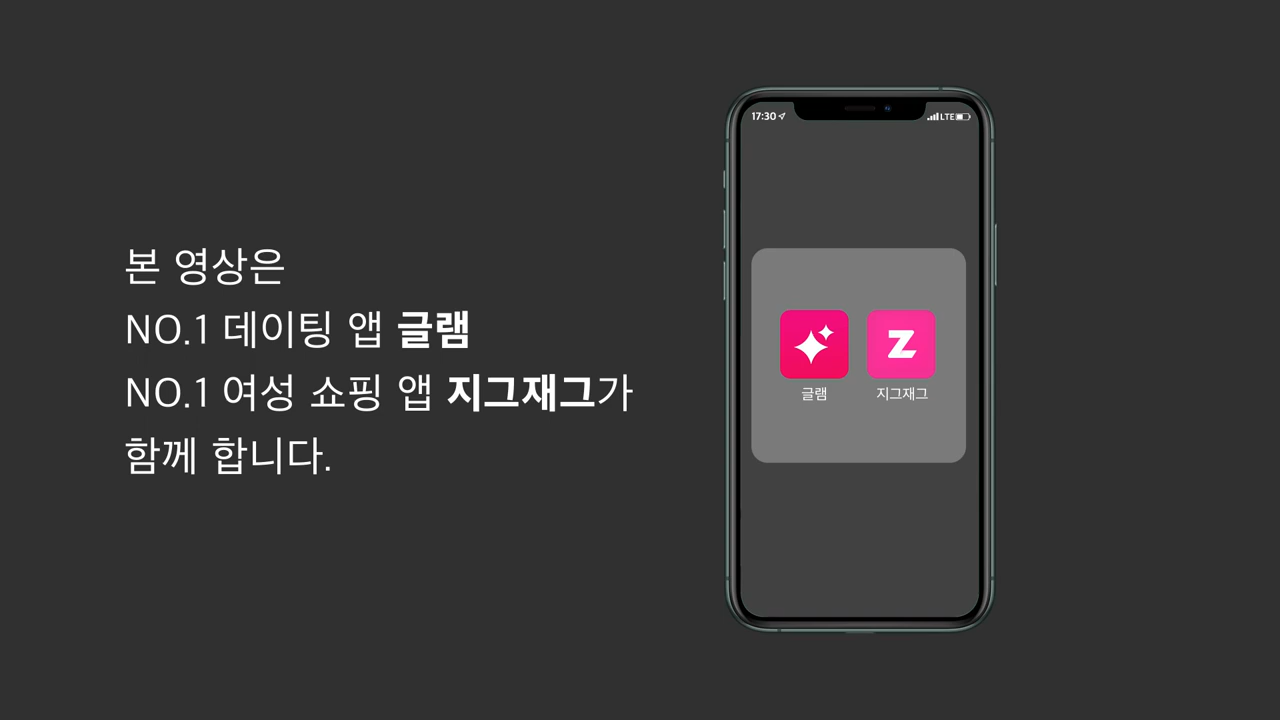 본 영상은
NO.1 데이팅 앱 글램
NO.1 여성 쇼핑 앱 지그재그가
함께 합니다.
17:30
LTE
Z
글램
지그재그